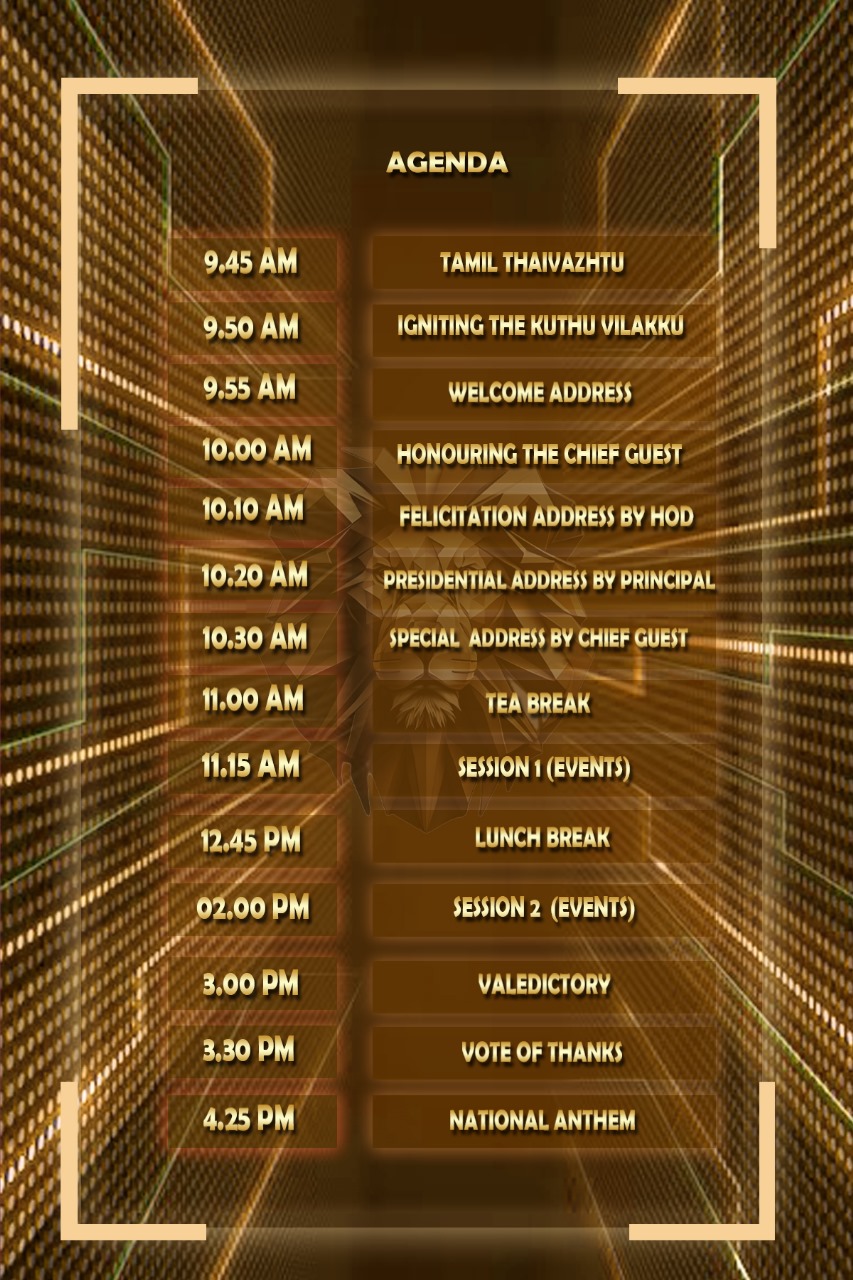 AGENDA
9.45 AM TAMIL THAIVAZHTU
9.50 AM IGNITING THE KUTHU VILAKKU
9.55 AM WELCOME ADDRESS
10.00 AM HONOURING THE CHIEF GUEST
10.10 AM FELICITATION ADDRESS BY HOD
10.20 AM PRESIDENTIAL ADDRESS BY PRINCIPAL
10.30 AM SPECIAL ADDRESS BY CHIEF GUEST
11.00 AM TEA BREAK
11.15 AM SESSION 1 (EVENTS)
12.45 PM LUNCH BREAK
02.00 PM SESSION 2 (EVENTS)
3.00 PM VALEDICTORY
3.30 PM VOTE OF THANKS
4.25 PM NATIONAL ANTHEM